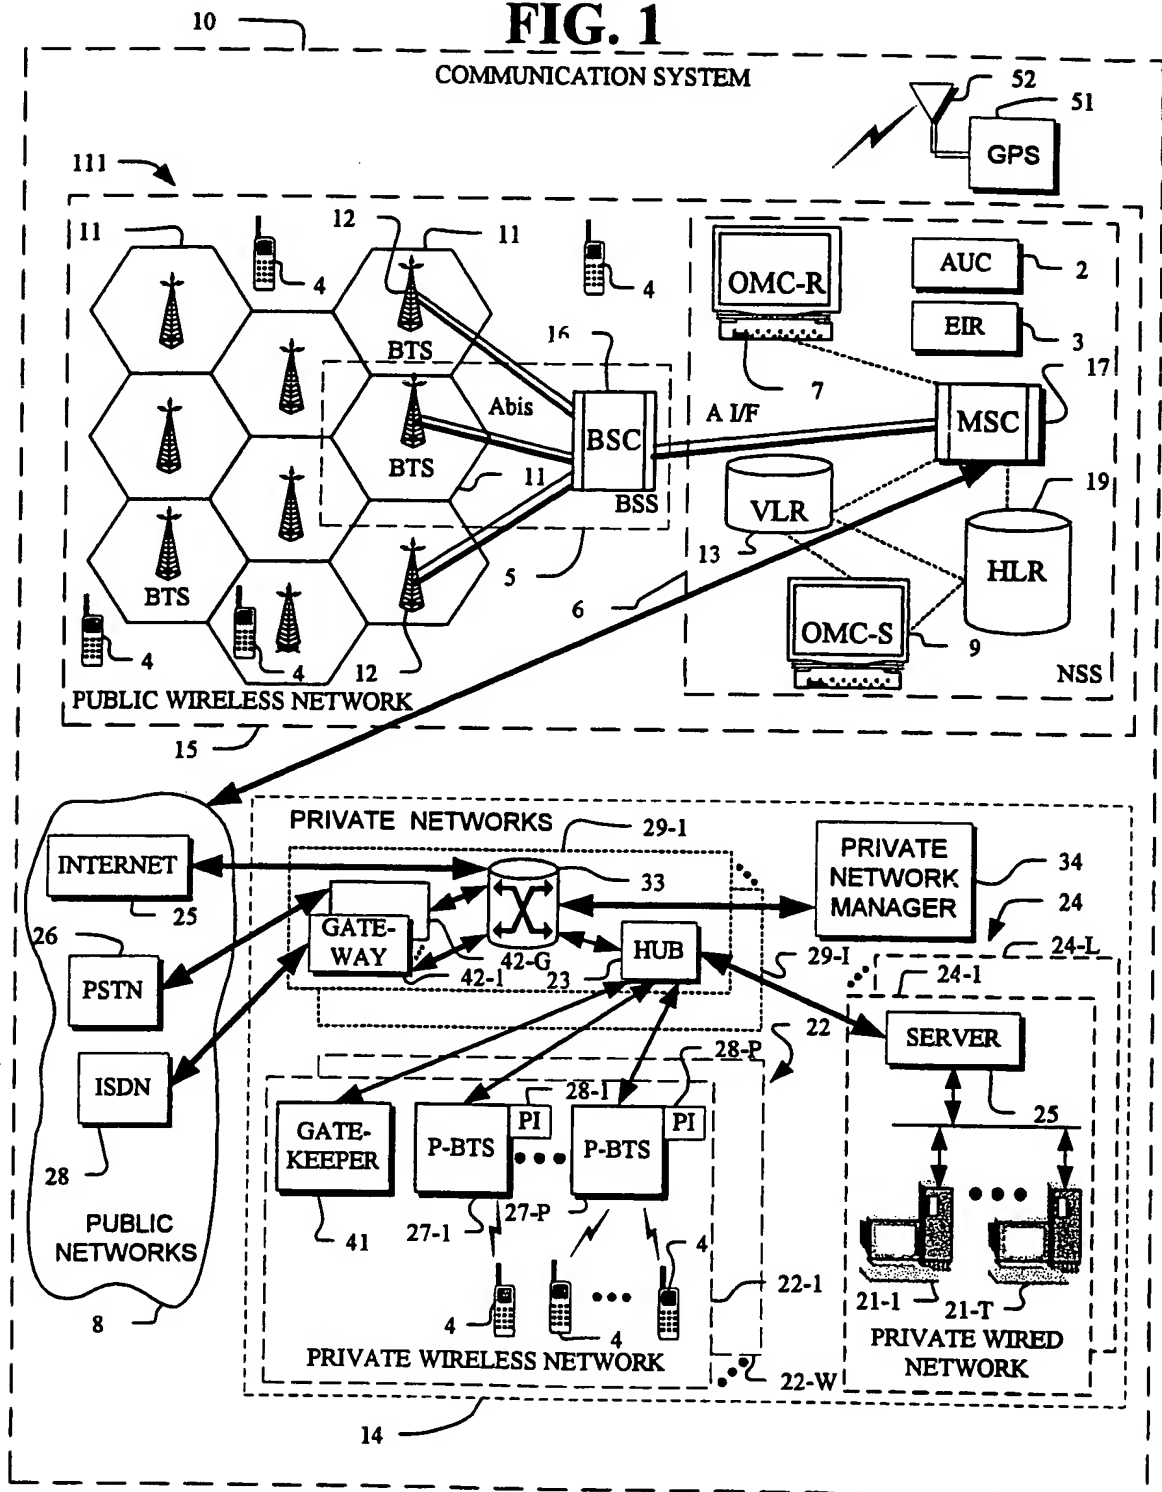 FIG. 1
10
COMMUNICATION SYSTEM
52
51
GPS
111
11
12
11
4
4
OMC-R
AUC
2
EIR
3
BTS
16
7
17
Abis
BSC
A I/F
MSC
BTS
11
BSS
VLR
19
BTS
5
13
HLR
6
OMC-S
9
4
4
12
NSS
PUBLIC WIRELESS NETWORK
15
PRIVATE NETWORKS
29-1
INTERNET
33
PRIVATE
NETWORK
MANAGER
34
25
26
24
GATE-
WAY
42-G
HUB
24-L
PSTN
42-1
23
29-I
24-1
22
SERVER
28-P
ISDN
28-1
25
GATE-
KEEPER
P-BTS
PI
P-BTS
PI
28
41
27-1
27-P
PUBLIC
NETWORKS
4
22-1
21-1
21-T
8
4
4
PRIVATE WIRELESS NETWORK
PRIVATE WIRED
NETWORK
22-W
14